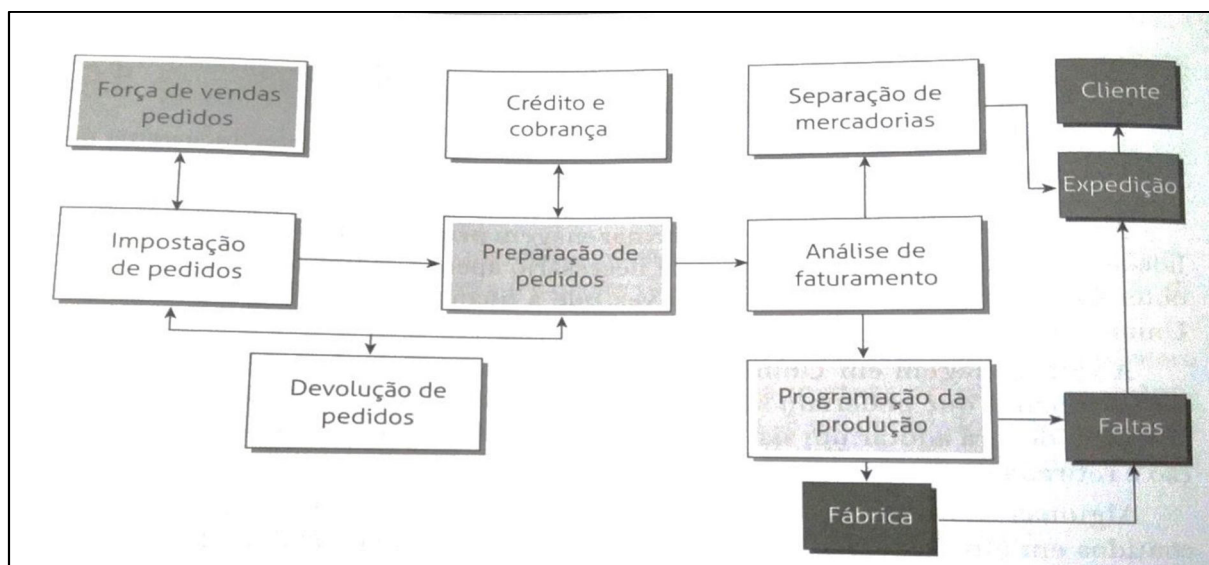 Força de vendas
pedidos
Crédito e
cobrança
Separação de
mercadorias
Cliente
Expedição
Impostação
de pedidos
Preparação de
pedidos
Análise de
faturamento
Devolução de
pedidos
Programação da
produção
Faltas
Fábrica